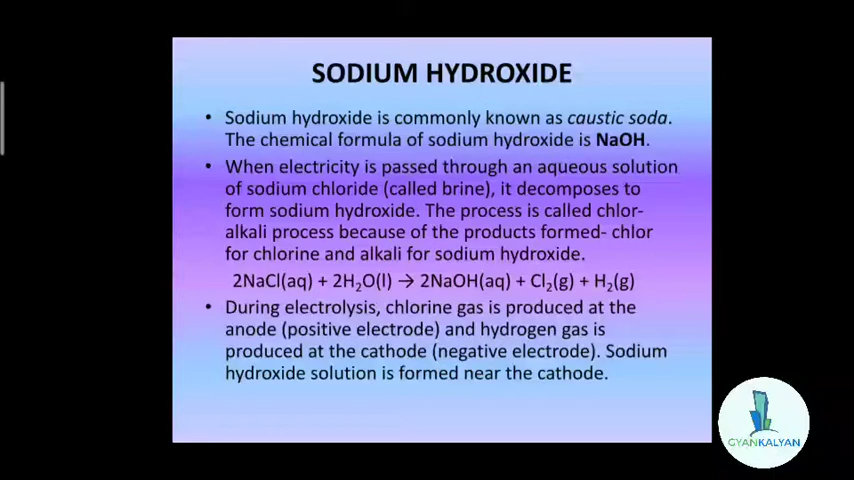 SODIUM HYDROXIDE
• Sodium hydroxide is commonly known as caustic soda.
The chemical formula of sodium hydroxide is NaOH.
• When electricity is passed through an aqueous solution
of sodium chloride (called brine), it decomposes to
form sodium hydroxide. The process is called chlor-
alkali process because of the products formed- chlor
for chlorine and alkali for sodium hydroxide.
2NaCl(aq) + 2H₂O(l) → 2NaOH(aq) + Cl₂(g) + H₂(g)
• During electrolysis, chlorine gas is produced at the
anode (positive electrode) and hydrogen gas is
produced at the cathode (negative electrode). Sodium
hydroxide solution is formed near the cathode.
GYANKALYAN